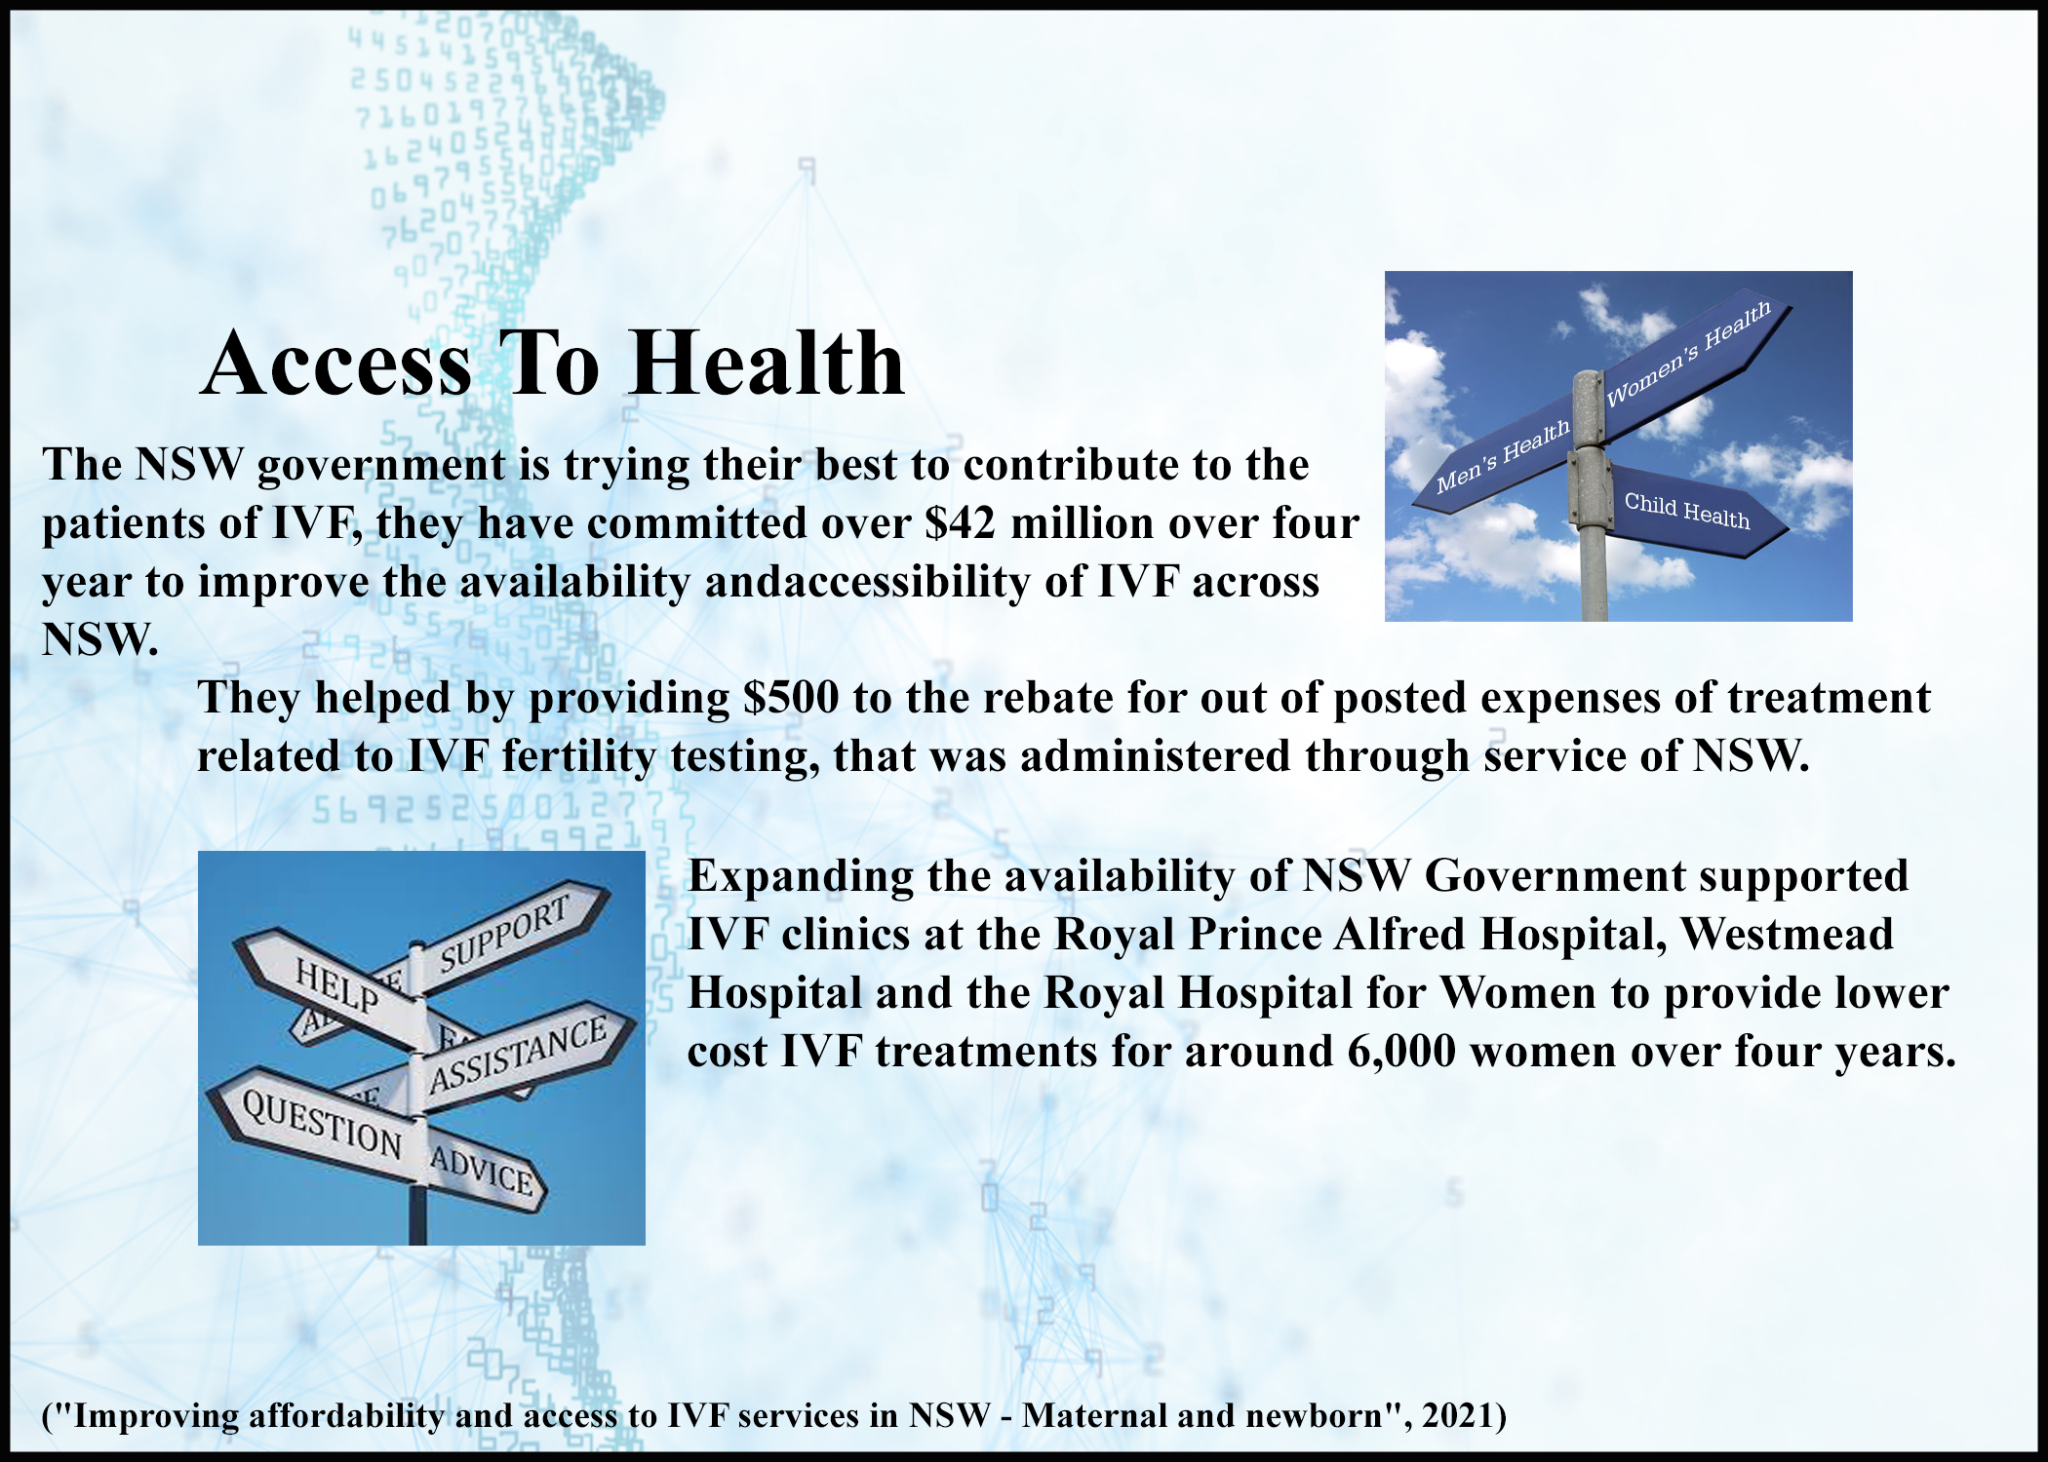 Access To Health
Women's Health
Men's Health
Child Health
The NSW government is trying their best to contribute to the
patients of IVF, they have committed over $42 million over four
year to improve the availability andaccessibility of IVF across
NSW.
They helped by providing $500 to the rebate for out of posted expenses of treatment
related to IVF fertility testing, that was administered through service of NSW.
SUPPORT
HELP
ASSISTANCE
QUESTION
ADVICE
Expanding the availability of NSW Government supported
IVF clinics at the Royal Prince Alfred Hospital, Westmead
Hospital and the Royal Hospital for Women to provide lower
cost IVF treatments for around 6,000 women over four years.
("Improving affordability and access to IVF services in NSW - Maternal and newborn", 2021)